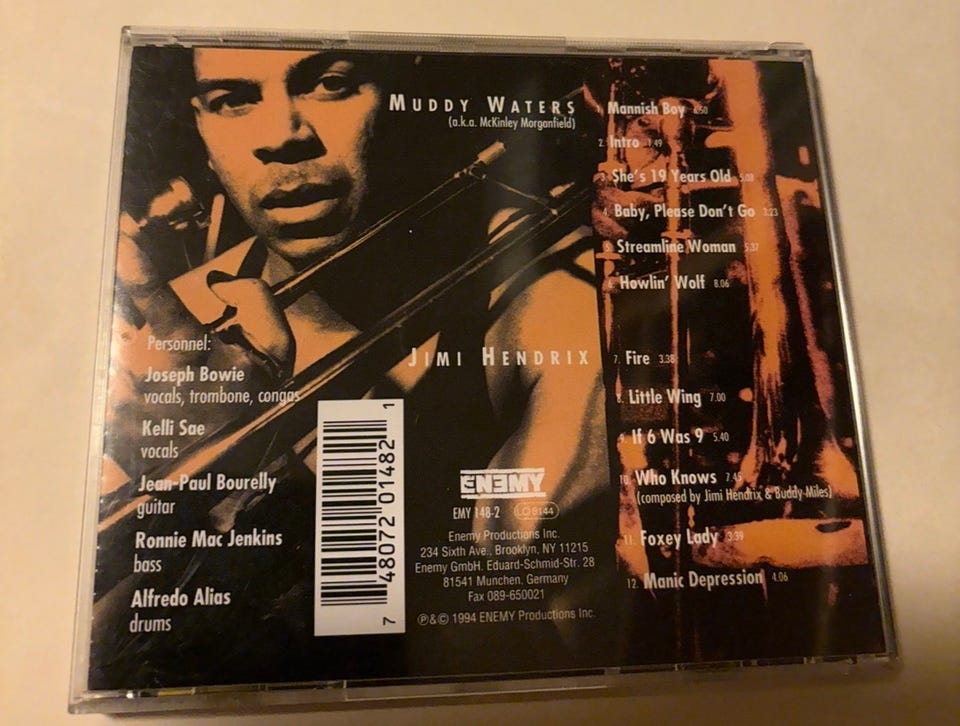 MUDDY WATERS
(a.k.a. McKinley Morganfield)
1. Mannish Boy 6.50
2. Intro 1.49
3. She's 19 Years Old 5.08
4. Baby, Please Don't Go 3:23
5. Streamline Woman 5.37
6. Howlin' Wolf 8.06
JIMI HENDRIX
7. Fire 3.38
8. Little Wing 7.00
9. If 6 Was 9 5.40
10. Who Knows 7.45
(composed by Jimi Hendrix & Buddy Miles)
11. Foxey Lady 3:39
12. Manic Depression 4.06
Personnel:
Joseph Bowie
vocals, trombone, congas
Kelli Sae
vocals
Jean-Paul Bourelly
guitar
Ronnie Mac Jenkins
bass
Alfredo Alias
drums
7 48072 01482 1
ENEMY
EMY 148-2 LC 6144
Enemy Productions Inc.
234 Sixth Ave., Brooklyn, NY 11215
Enemy GmbH. Eduard-Schmid-Str. 28
81541 Munchen, Germany
Fax 089-650021
℗&© 1994 ENEMY Productions Inc.